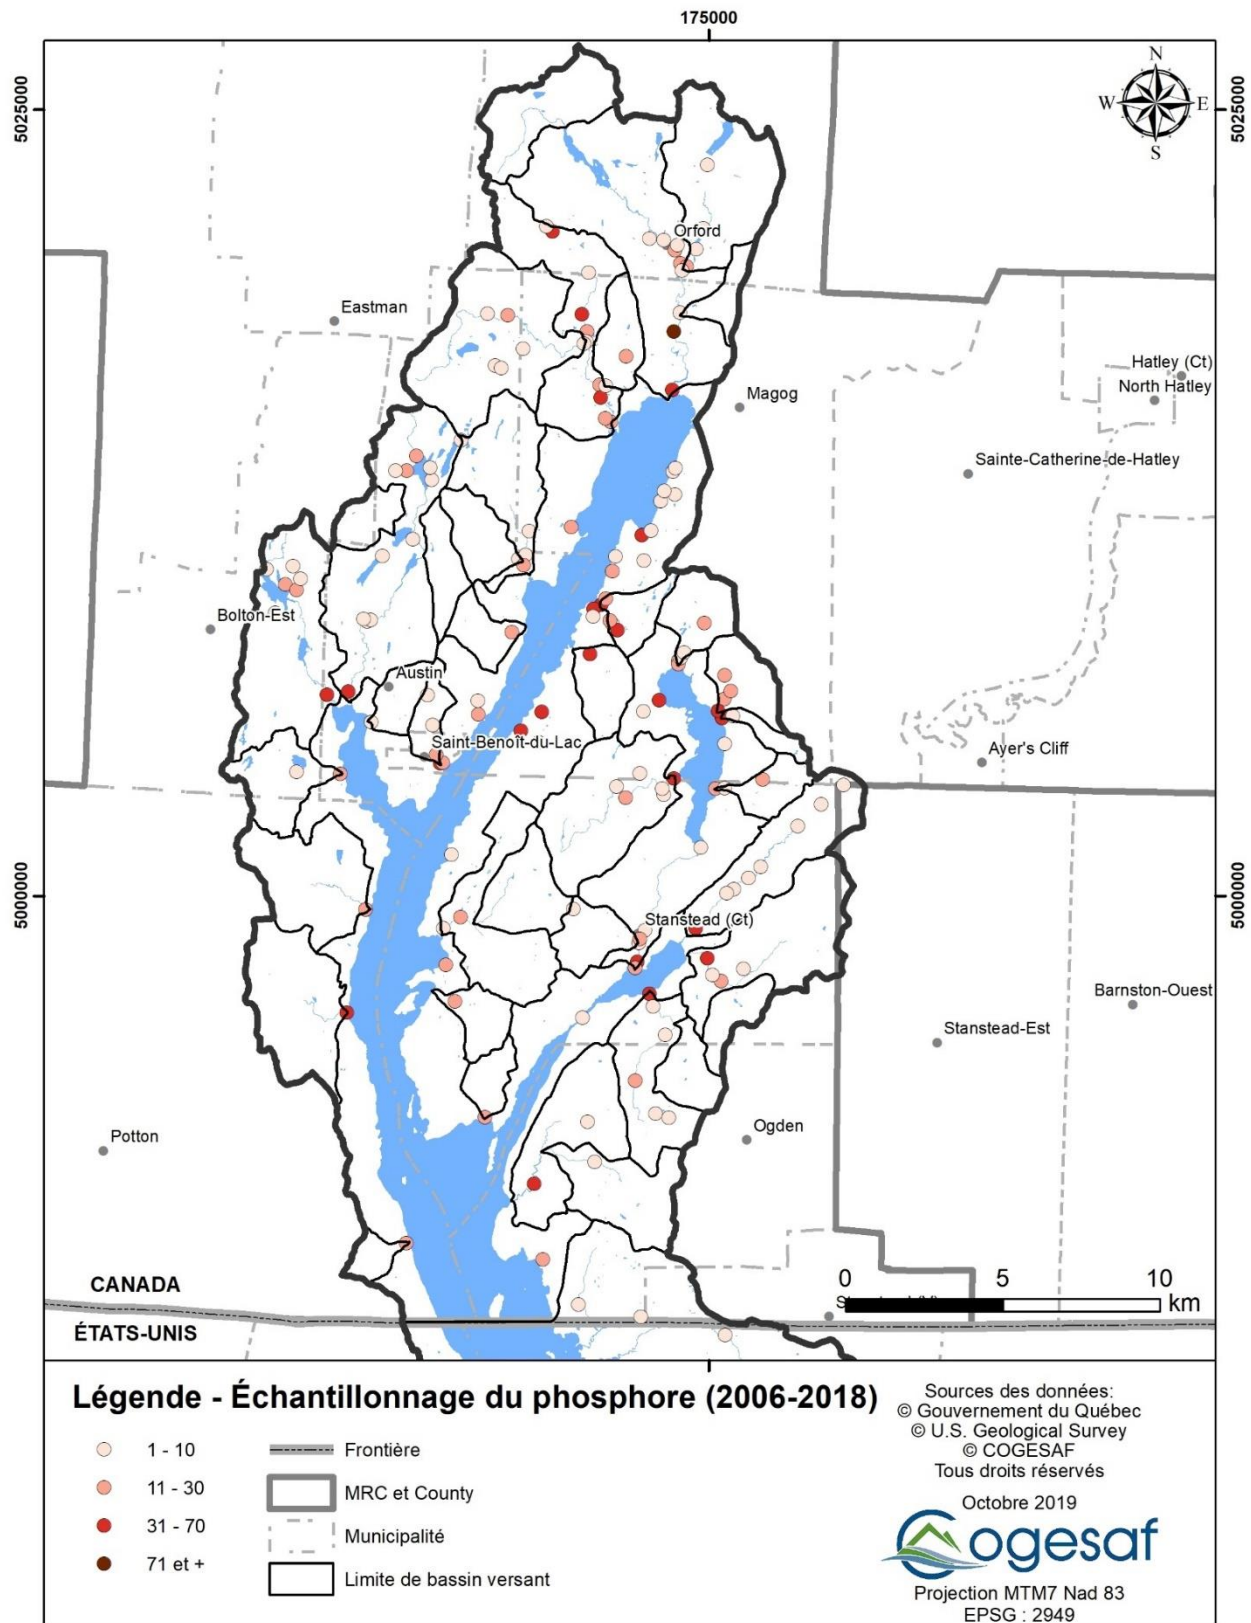 175000
5025000
5025000
N
W
E
S
Orford
Eastman
Hatley (Ct)
North Hatley
Magog
Sainte-Catherine-de-Hatley
Bolton-Est
Austin
Saint-Benoît-du-Lac
Ayer's Cliff
5000000
5000000
Stanstead (Ct)
Barnston-Ouest
Stanstead-Est
Ogden
Potton
CANADA
ÉTATS-UNIS
0
5
10
km
Légende - Échantillonnage du phosphore (2006-2018)
1 - 10
11 - 30
31 - 70
71 et +
Frontière
MRC et County
Municipalité
Limite de bassin versant
Sources des données:
© Gouvernement du Québec
© U.S. Geological Survey
© COGESAF
Tous droits réservés
Octobre 2019
Cogesaf
Projection MTM7 Nad 83
EPSG : 2949